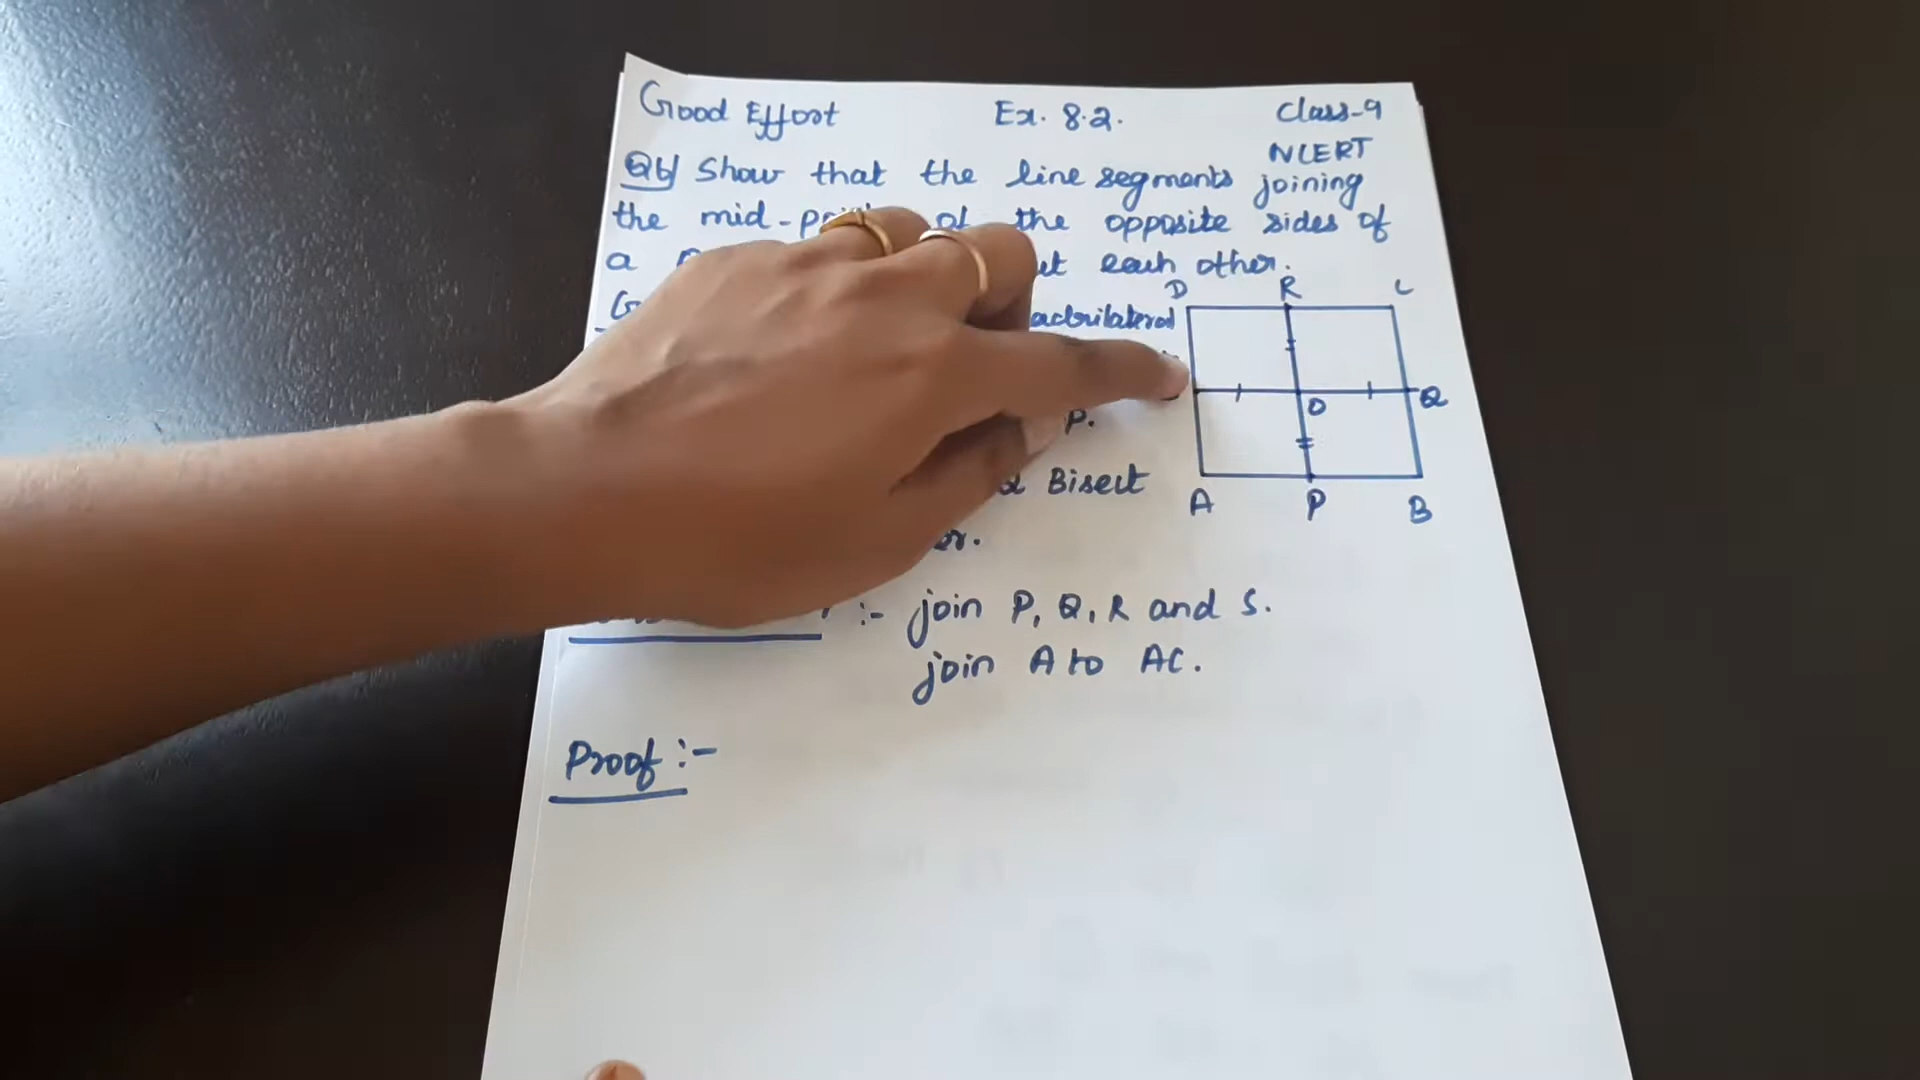 Good Effort Ex. 8.2. Class-9
NCERT
Q6) Show that the line segments joining
the mid- of the opposite sides of
a each other.
D R C
O Q
P.
Bisect
A P B
:- join P, Q, R and S.
join A to AC.
Proof :-